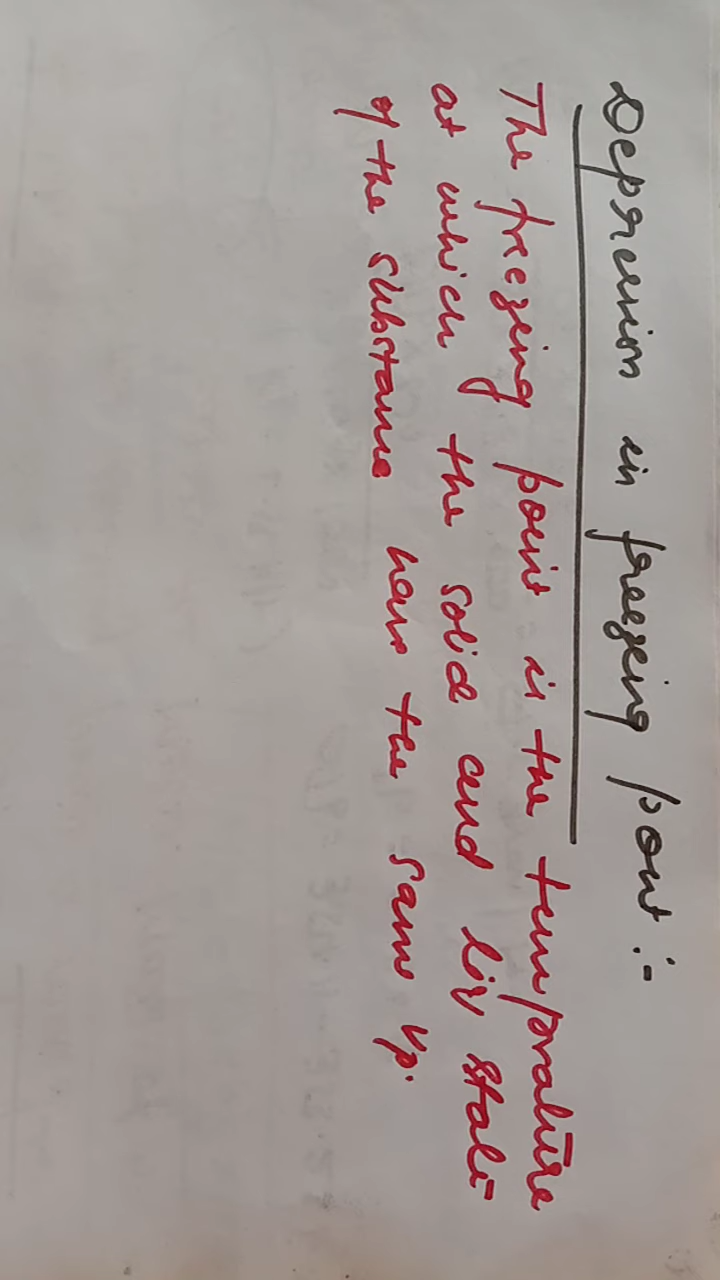 Depression in freezing point :-
The freezing point is the temprature
at which the solid and liq state
of the substance have the same v.p.